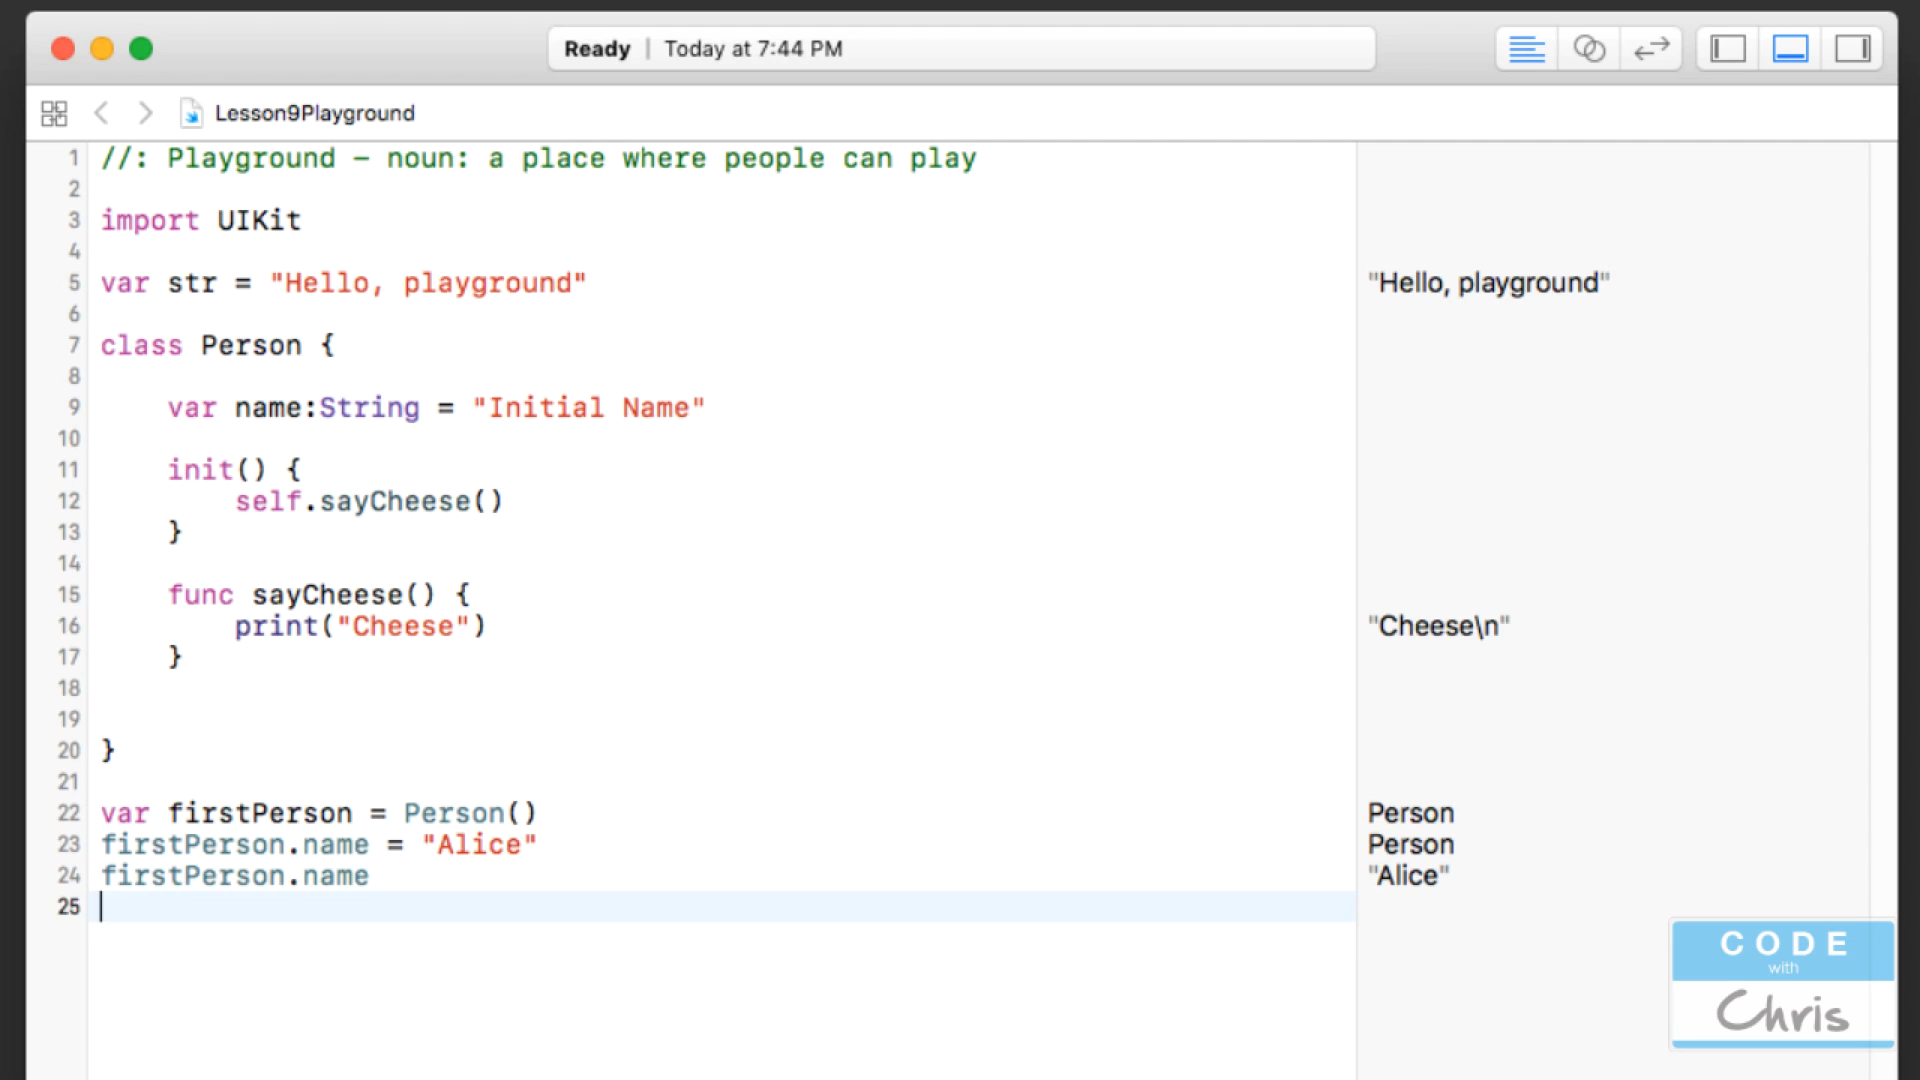 Ready | Today at 7:44 PM
Lesson9Playground
1 //: Playground – noun: a place where people can play
2
3 import UIKit
4
5 var str = "Hello, playground" "Hello, playground"
6
7 class Person {
8
9 var name:String = "Initial Name"
10
11 init() {
12 self.sayCheese()
13 }
14
15 func sayCheese() {
16 print("Cheese") "Cheese\n"
17 }
18
19
20 }
21
22 var firstPerson = Person() Person
23 firstPerson.name = "Alice" Person
24 firstPerson.name "Alice"
25
CODE
with
Chris